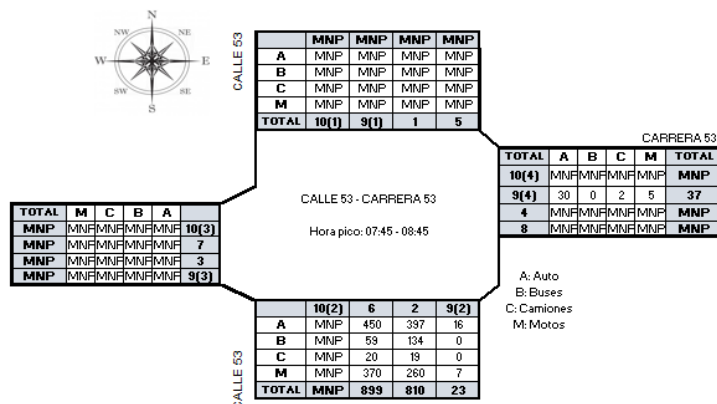 N
NW NE
W E
SW SE
S
CALLE 53
MNP MNP MNP MNP
A MNP MNP MNP MNP
B MNP MNP MNP MNP
C MNP MNP MNP MNP
M MNP MNP MNP MNP
TOTAL 10(1) 9(1) 1 5
CARRERA 53
TOTAL A B C M TOTAL
10(4) MNP MNP MNP MNP MNP
9(4) 30 0 2 5 37
4 MNP MNP MNP MNP MNP
8 MNP MNP MNP MNP MNP
CALLE 53 - CARRERA 53
Hora pico: 07:45 - 08:45
TOTAL M C B A
MNP MNP MNP MNP MNP 10(3)
MNP MNP MNP MNP MNP 7
MNP MNP MNP MNP MNP 3
MNP MNP MNP MNP MNP 9(3)
A: Auto
B: Buses
C: Camiones
M: Motos
CALLE 53
10(2) 6 2 9(2)
A MNP 450 397 16
B MNP 59 134 0
C MNP 20 19 0
M MNP 370 260 7
TOTAL MNP 899 810 23